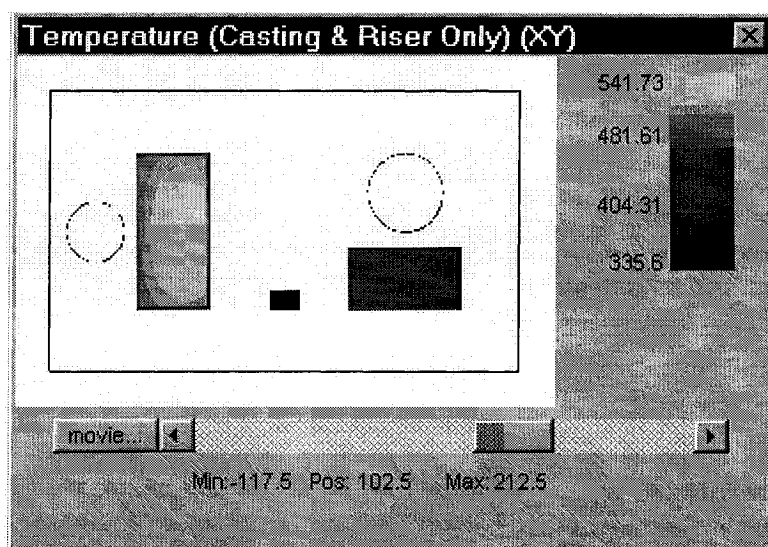 Temperature (Casting & Riser Only) (XY)
541.73
481.61
404.31
335.6
movie...
Min:-117.5 Pos: 102.5 Max: 212.5